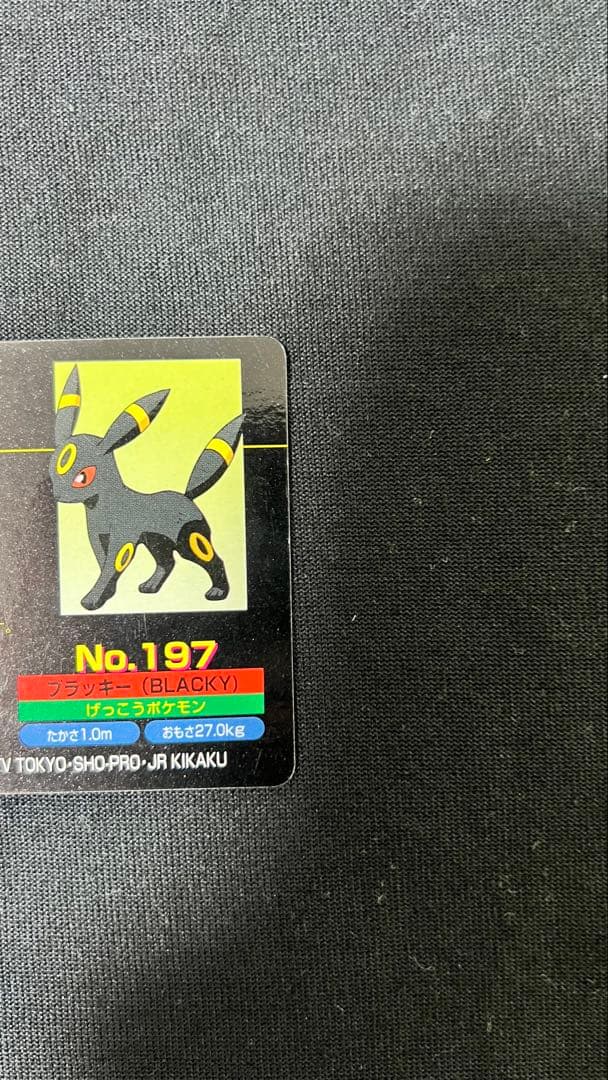 。
No.197
ブラッキー（BLACKY）
げっこうポケモン
たかさ1.0m おもさ27.0kg
V TOKYO・SHO-PRO・JR KIKAKU